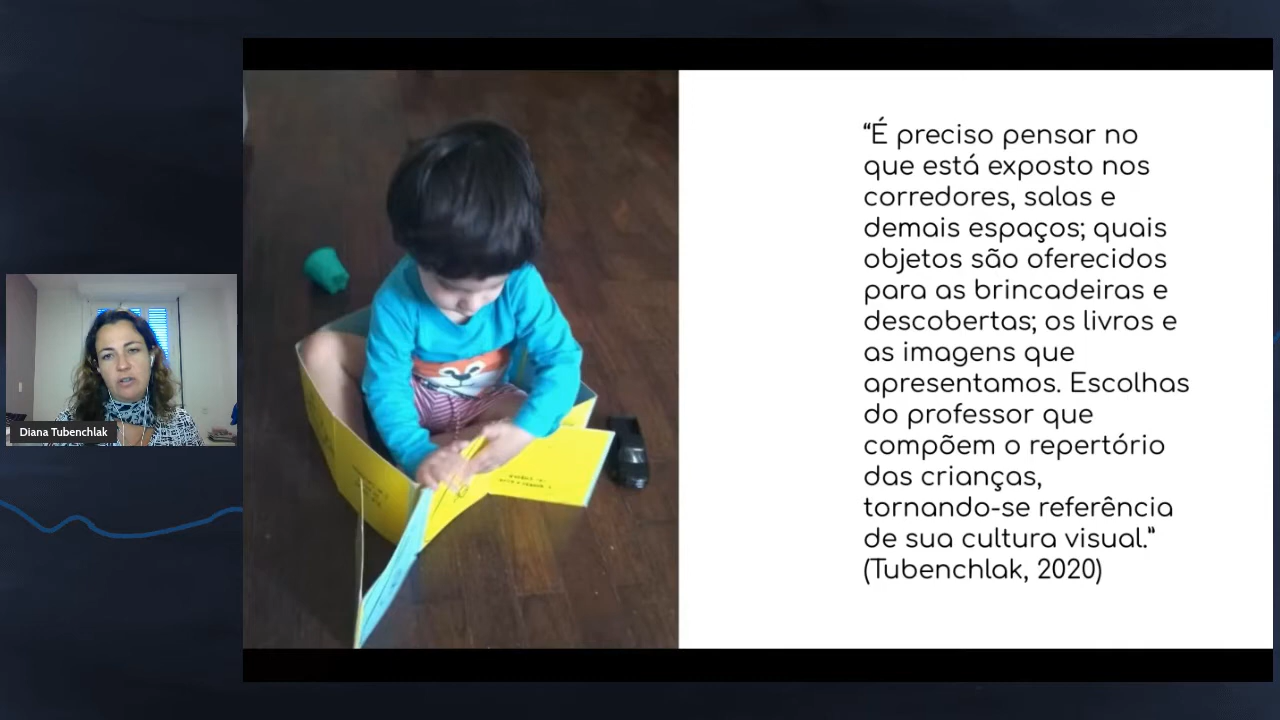 Diana Tubenchlak
“É preciso pensar no
que está exposto nos
corredores, salas e
demais espaços; quais
objetos são oferecidos
para as brincadeiras e
descobertas; os livros e
as imagens que
apresentamos. Escolhas
do professor que
compõem o repertório
das crianças,
tornando-se referência
de sua cultura visual.”
(Tubenchlak, 2020)